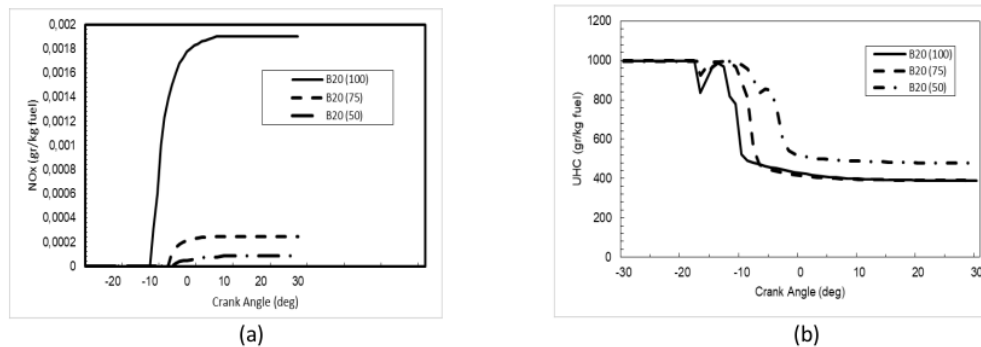 0,002
0,0018
0,0016
0,0014
0,0012
0,001
0,0008
0,0006
0,0004
0,0002
0
NOx (gr/kg fuel)
B20 (100)
B20 (75)
B20 (50)
-20 -10 0 10 20 30
Crank Angle (deg)
(a)
1200
1000
800
600
400
200
0
UHC (gr/kg fuel)
B20 (100)
B20 (75)
B20 (50)
-30 -20 -10 0 10 20 30
Crank Angle (deg)
(b)